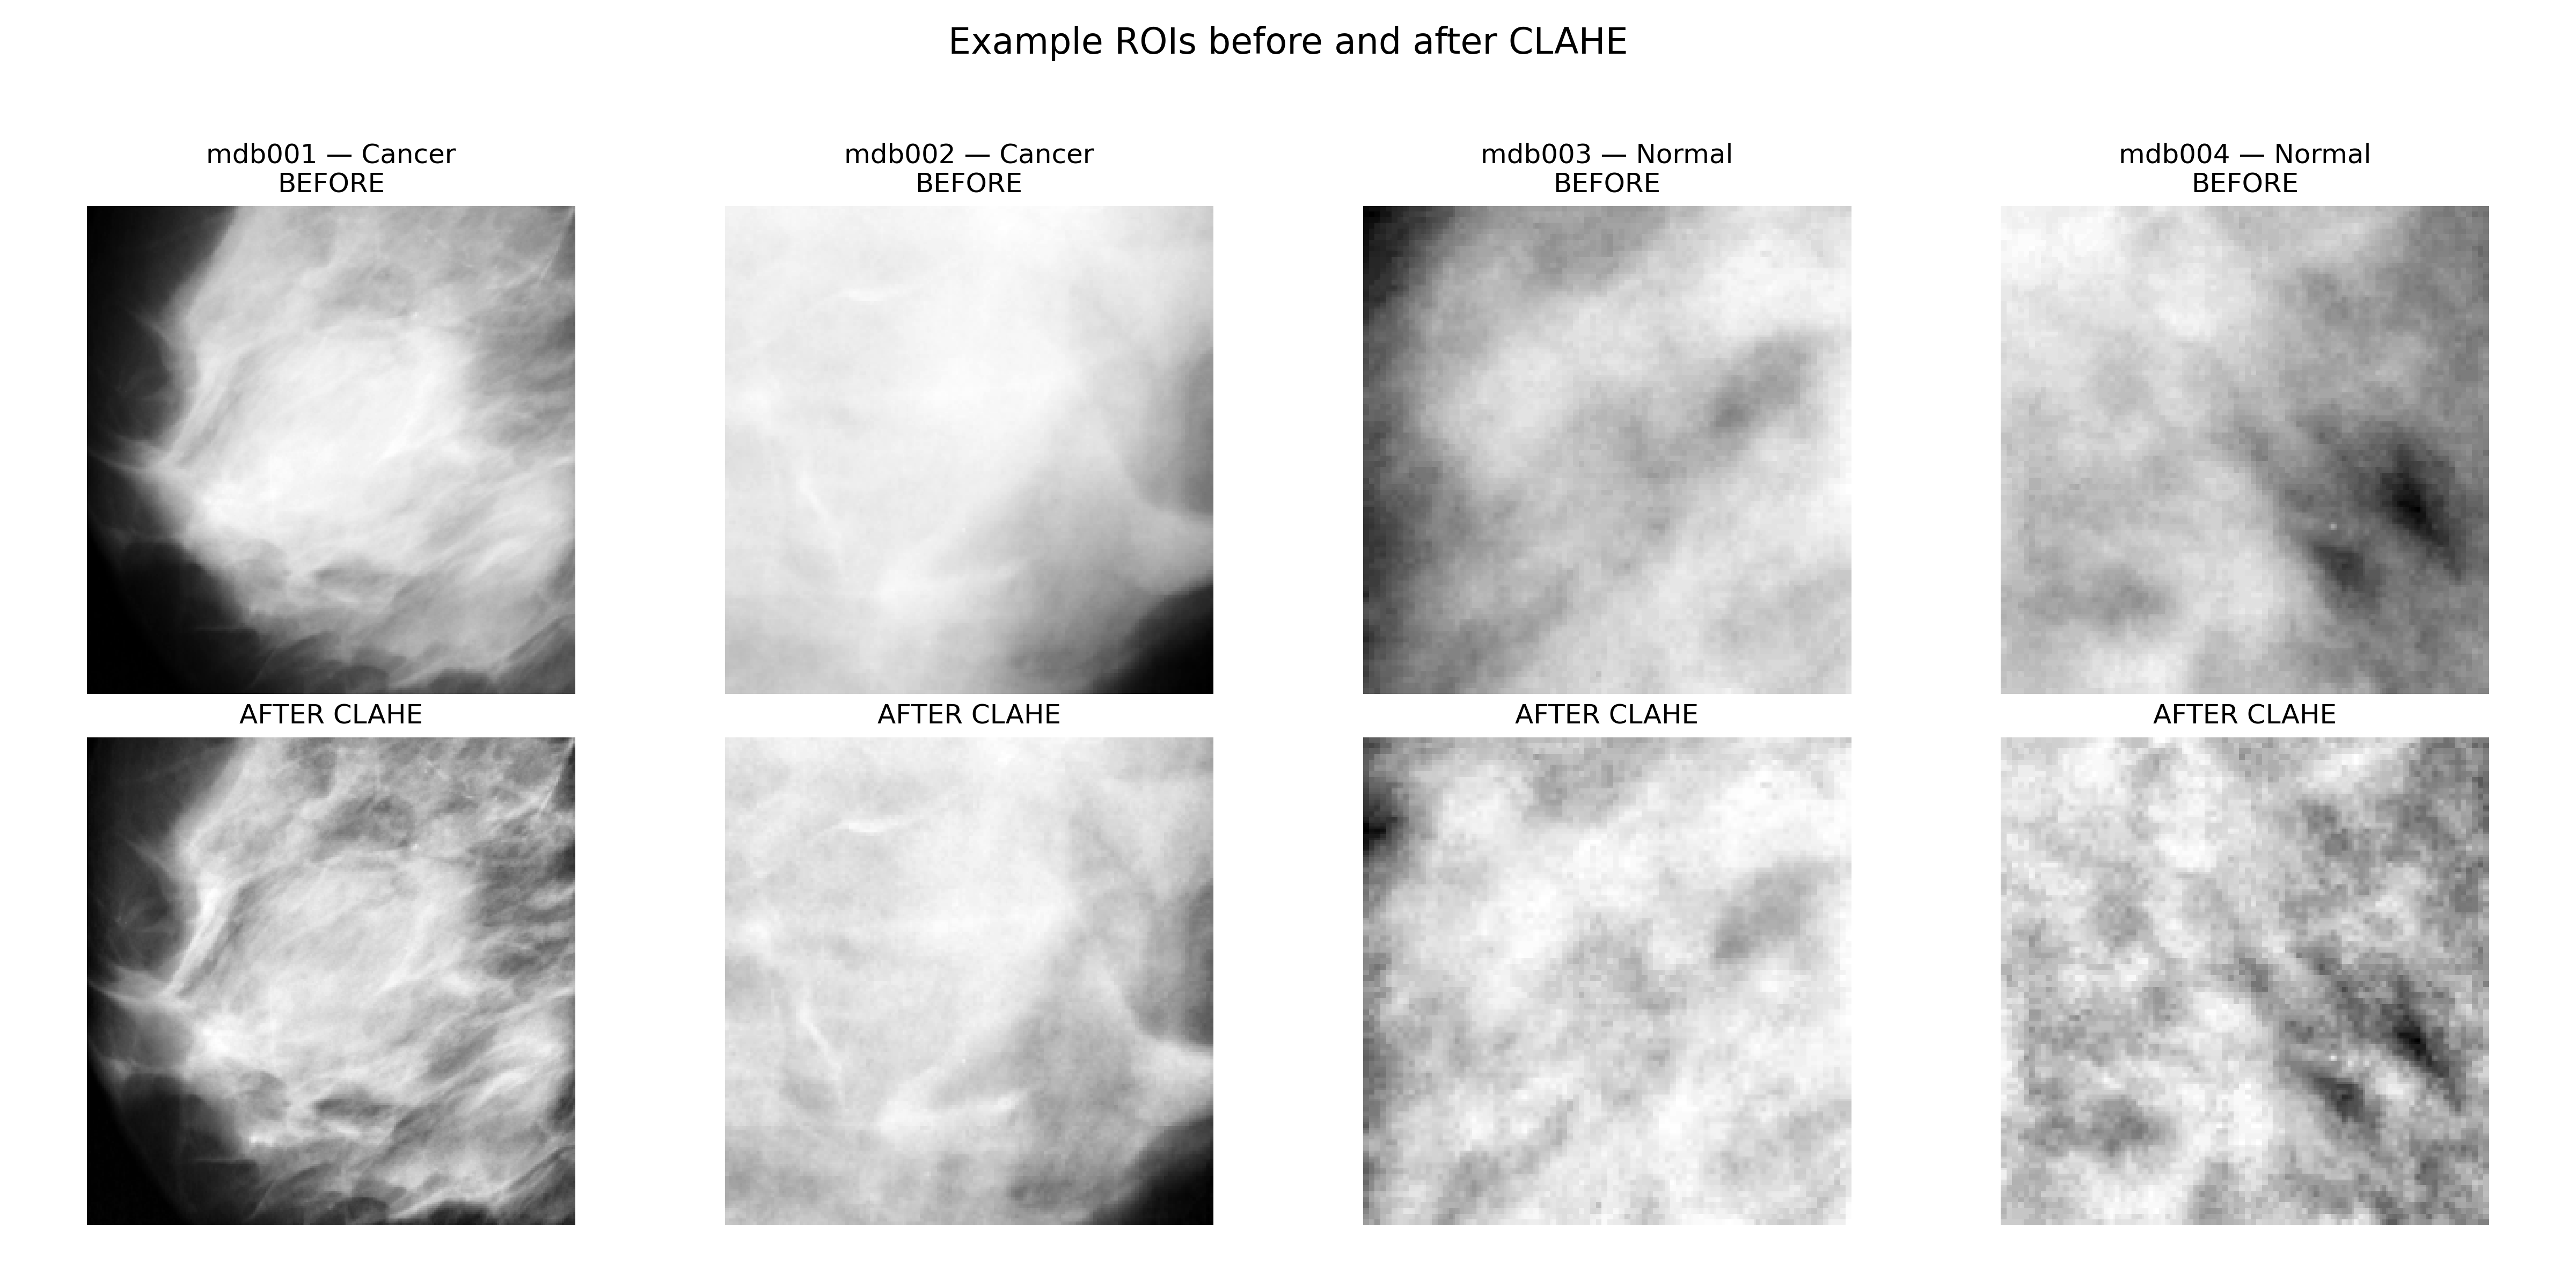 Example ROIs before and after CLAHE
mdb001 — Cancer
BEFORE
mdb002 — Cancer
BEFORE
mdb003 — Normal
BEFORE
mdb004 — Normal
BEFORE
AFTER CLAHE
AFTER CLAHE
AFTER CLAHE
AFTER CLAHE